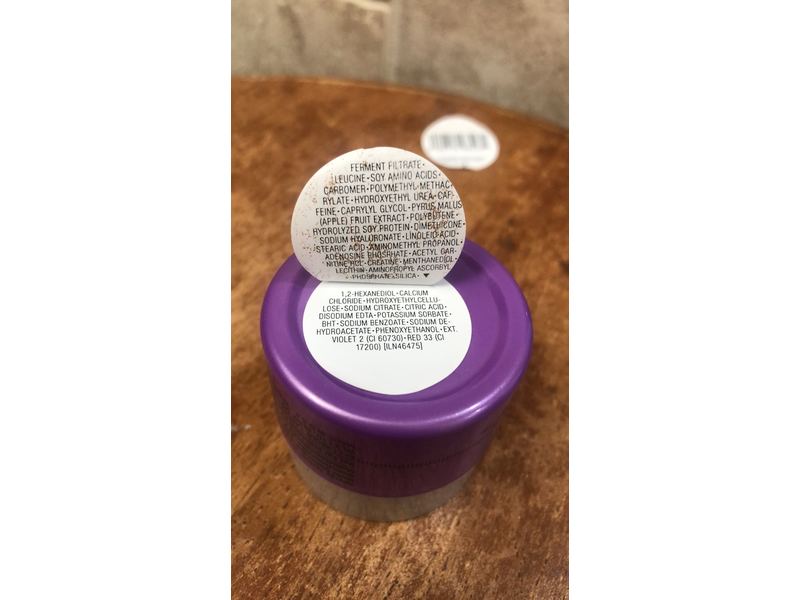 FERMENT FILTRATE•
LEUCINE•SOY AMINO ACIDS•
CARBOMER•POLYMETHYL METHAC-
RYLATE•HYDROXYETHYL UREA•CAF-
FEINE•CAPRYLYL GLYCOL•PYRUS MALUS
(APPLE) FRUIT EXTRACT•POLYBUTENE•
HYDROLYZED SOY PROTEIN•DIMETHICONE•
SODIUM HYALURONATE•LINOLEIC ACID•
STEARIC ACID•AMINOMETHYL PROPANOL•
ADENOSINE PHOSPHATE•ACETYL CAR-
NITINE HCL•CREATINE•MENTHANEDIOL•
LECITHIN•AMINOPROPYL ASCORBYL
PHOSPHATE•SILICA•▼
1,2-HEXANEDIOL•CALCIUM
CHLORIDE•HYDROXYETHYLCELLU-
LOSE•SODIUM CITRATE•CITRIC ACID•
DISODIUM EDTA•POTASSIUM SORBATE•
BHT•SODIUM BENZOATE•SODIUM DE-
HYDROACETATE•PHENOXYETHANOL•EXT.
VIOLET 2 (CI 60730)•RED 33 (CI
17200) [ILN46475]